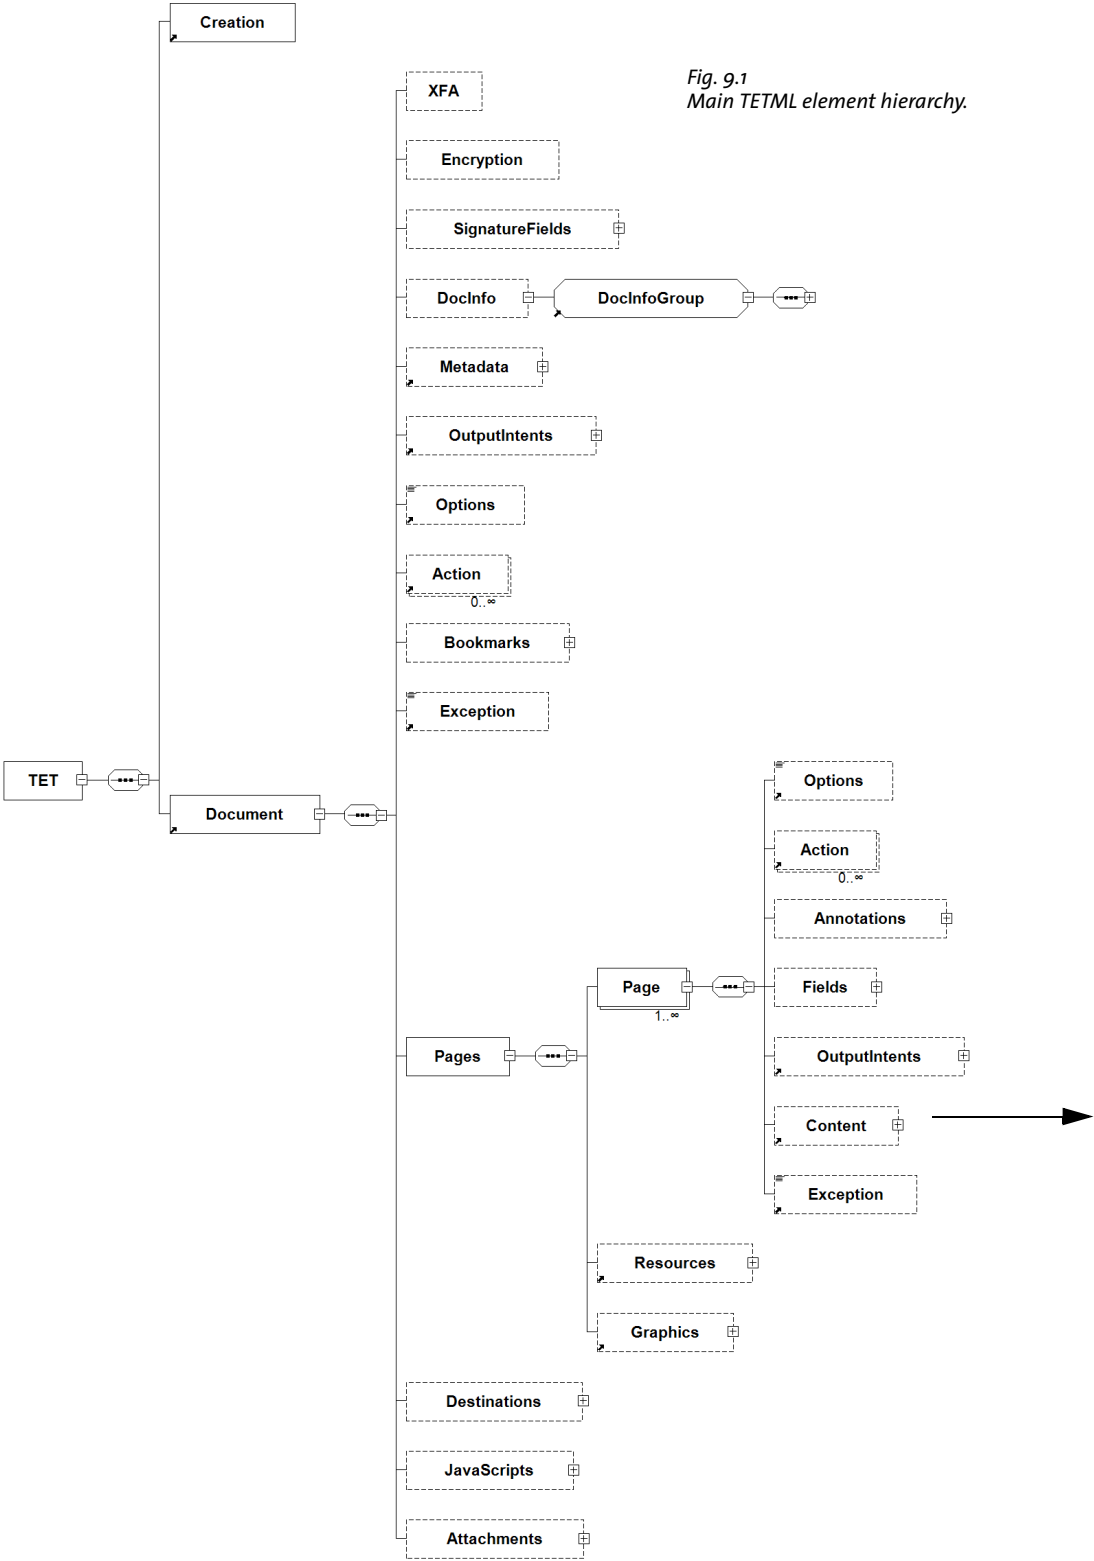 Creation
Fig. 9.1
Main TETML element hierarchy.
XFA
Encryption
SignatureFields
DocInfo
DocInfoGroup
Metadata
OutputIntents
Options
Action
0..∞
Bookmarks
Exception
TET
Document
Options
Action
0..∞
Annotations
Page
1..∞
Fields
Pages
OutputIntents
Content
Exception
Resources
Graphics
Destinations
JavaScripts
Attachments